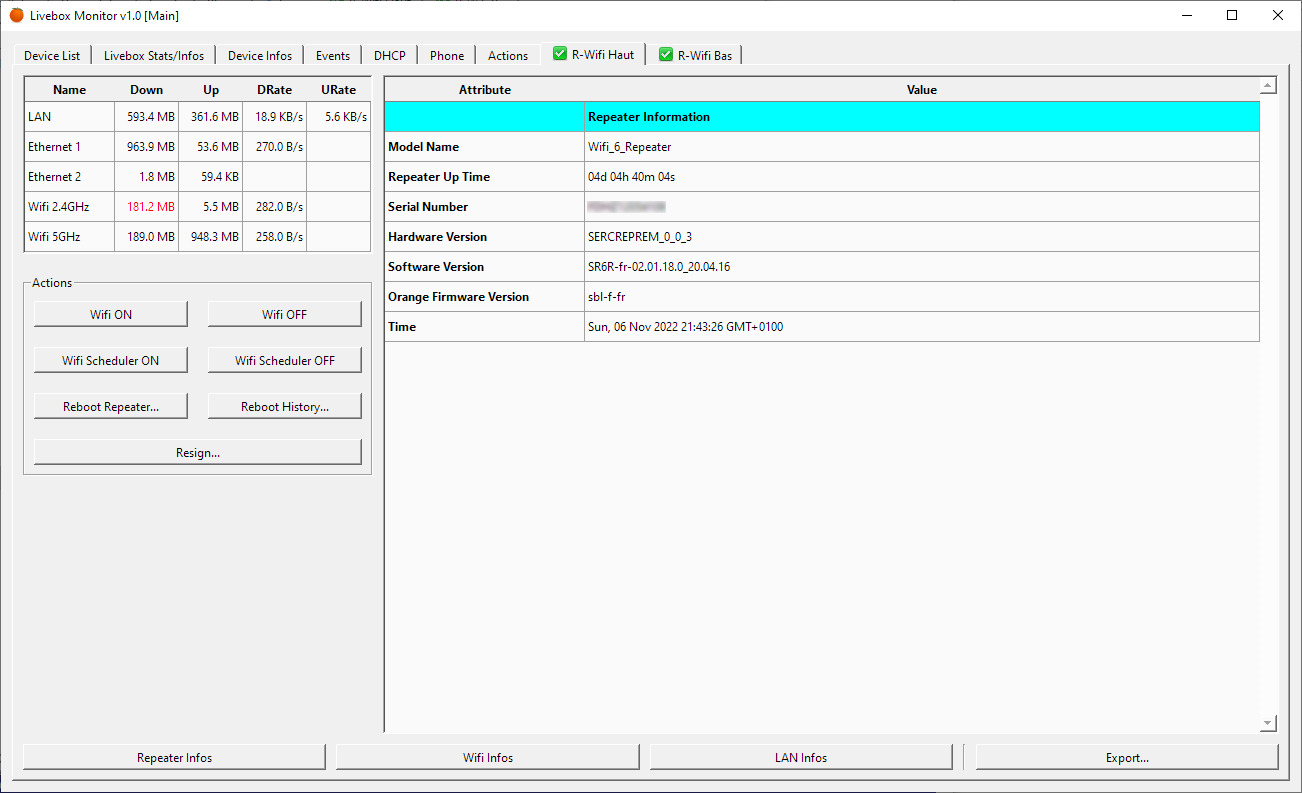 Livebox Monitor v1.0 [Main]
Device List Livebox Stats/Infos Device Infos Events DHCP Phone Actions R-Wifi Haut R-Wifi Bas
Name Down Up DRate URate
LAN 593.4 MB 361.6 MB 18.9 KB/s 5.6 KB/s
Ethernet 1 963.9 MB 53.6 MB 270.0 B/s
Ethernet 2 1.8 MB 59.4 KB
Wifi 2.4GHz 181.2 MB 5.5 MB 282.0 B/s
Wifi 5GHz 189.0 MB 948.3 MB 258.0 B/s
Actions
Wifi ON Wifi OFF
Wifi Scheduler ON Wifi Scheduler OFF
Reboot Repeater... Reboot History...
Resign...
Attribute Value
Repeater Information
Model Name Wifi_6_Repeater
Repeater Up Time 04d 04h 40m 04s
Serial Number
Hardware Version SERCREPREM_0_0_3
Software Version SR6R-fr-02.01.18.0_20.04.16
Orange Firmware Version sbl-f-fr
Time Sun, 06 Nov 2022 21:43:26 GMT+0100
Repeater Infos Wifi Infos LAN Infos Export...